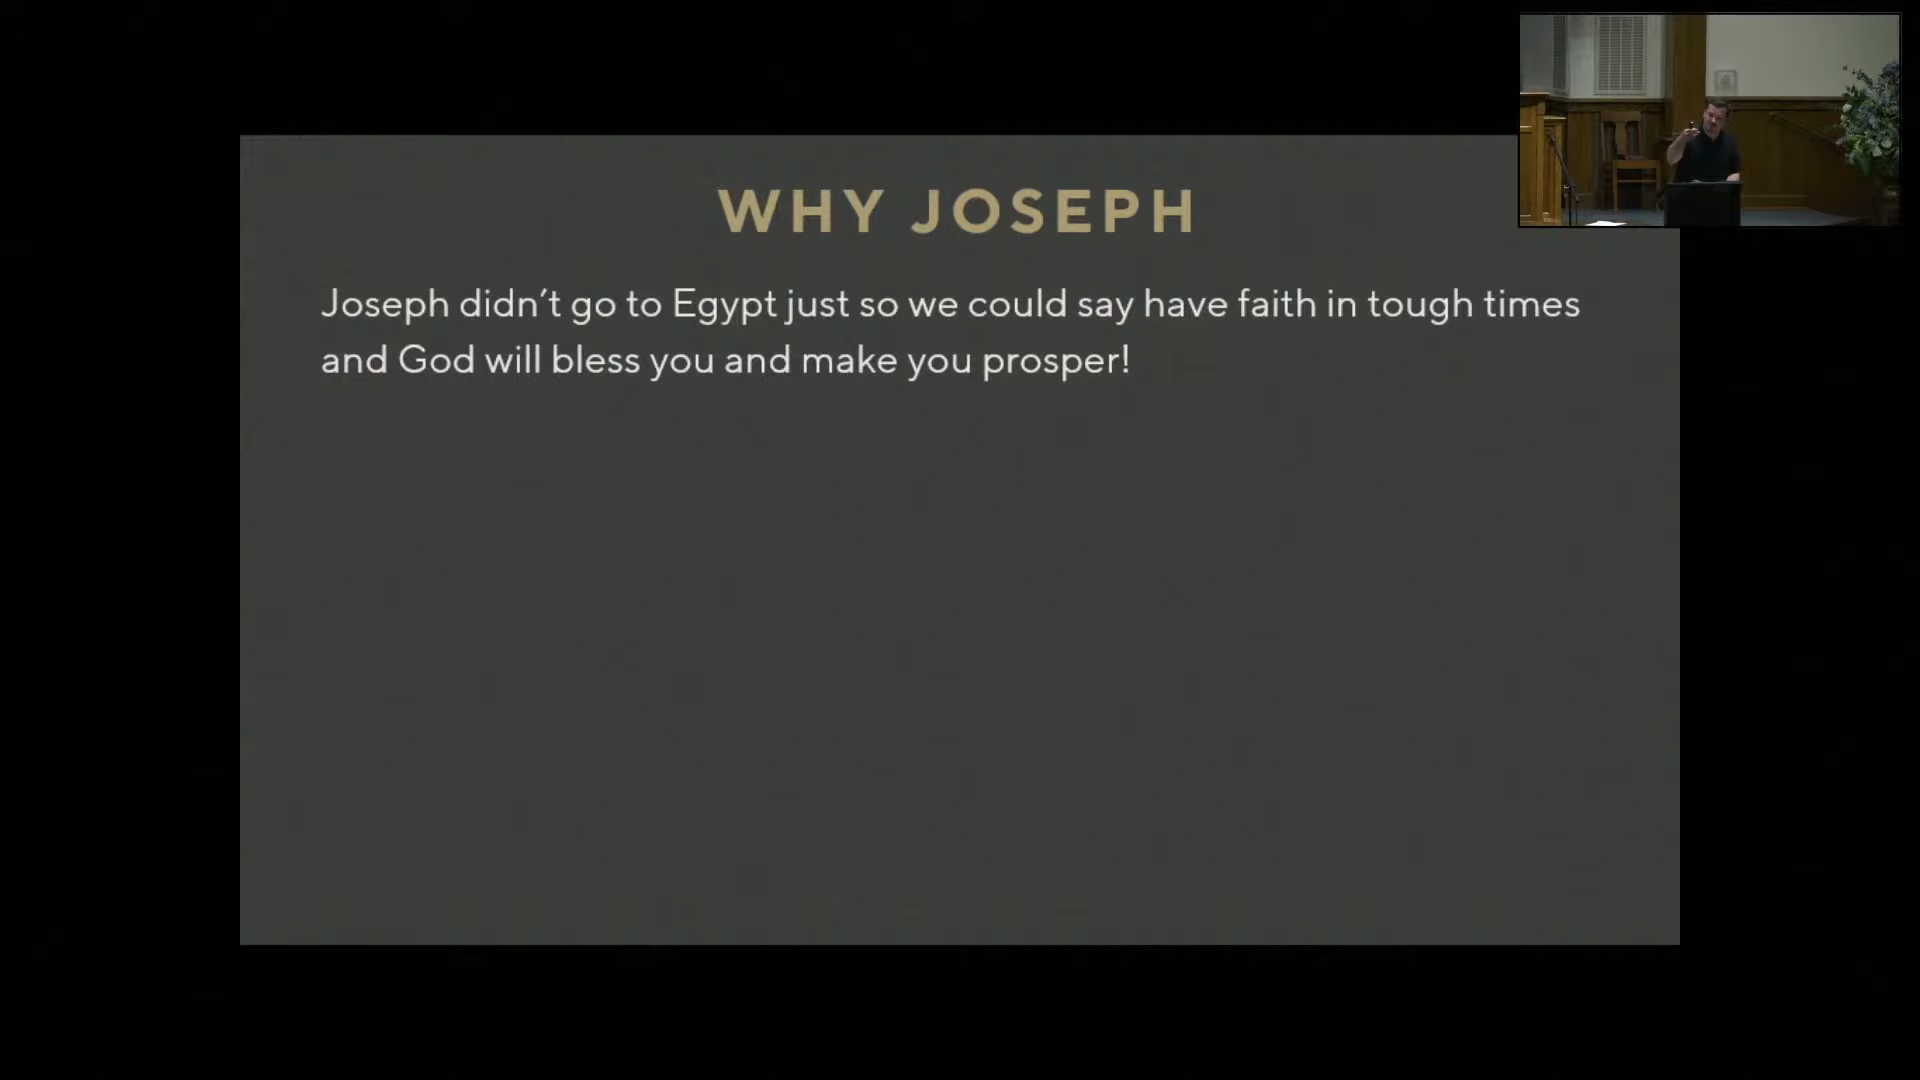 WHY JOSEPH
Joseph didn’t go to Egypt just so we could say have faith in tough times
and God will bless you and make you prosper!